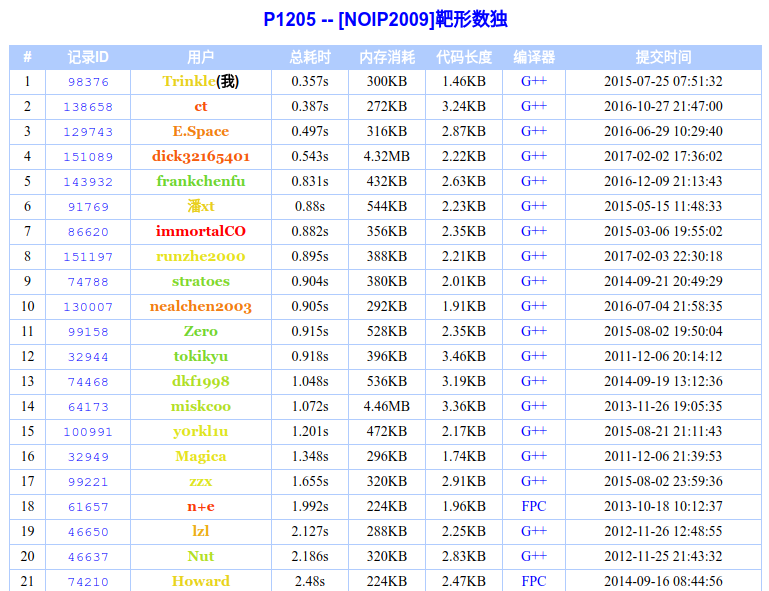 P1205 -- [NOIP2009]靶形数独
# 记录ID 用户 总耗时 内存消耗 代码长度 编译器 提交时间
1 98376 Trinkle(我) 0.357s 300KB 1.46KB G++ 2015-07-25 07:51:32
2 138658 ct 0.387s 272KB 3.24KB G++ 2016-10-27 21:47:00
3 129743 E.Space 0.497s 316KB 2.87KB G++ 2016-06-29 10:29:40
4 151089 dick32165401 0.543s 4.32MB 2.22KB G++ 2017-02-02 17:36:02
5 143932 frankchenfu 0.831s 432KB 2.63KB G++ 2016-12-09 21:13:43
6 91769 潘xt 0.88s 544KB 2.23KB G++ 2015-05-15 11:48:33
7 86620 immortalCO 0.882s 356KB 2.35KB G++ 2015-03-06 19:55:02
8 151197 runzhe2000 0.895s 388KB 2.21KB G++ 2017-02-03 22:30:18
9 74788 stratoes 0.904s 380KB 2.01KB G++ 2014-09-21 20:49:29
10 130007 nealchen2003 0.905s 292KB 1.91KB G++ 2016-07-04 21:58:35
11 99158 Zero 0.915s 528KB 2.35KB G++ 2015-08-02 19:50:04
12 32944 tokikyu 0.918s 396KB 3.46KB G++ 2011-12-06 20:14:12
13 74468 dkf1998 1.048s 536KB 3.19KB G++ 2014-09-19 13:12:36
14 64173 miskcoo 1.072s 4.46MB 3.36KB G++ 2013-11-26 19:05:35
15 100991 y0rkl1u 1.201s 472KB 2.17KB G++ 2015-08-21 21:11:43
16 32949 Magica 1.348s 296KB 1.74KB G++ 2011-12-06 21:39:53
17 99221 zzx 1.655s 320KB 2.91KB G++ 2015-08-02 23:59:36
18 61657 n+e 1.992s 224KB 1.96KB FPC 2013-10-18 10:12:37
19 46650 lzl 2.127s 288KB 2.25KB G++ 2012-11-26 12:48:55
20 46637 Nut 2.186s 320KB 2.83KB G++ 2012-11-25 21:43:32
21 74210 Howard 2.48s 224KB 2.47KB FPC 2014-09-16 08:44:56